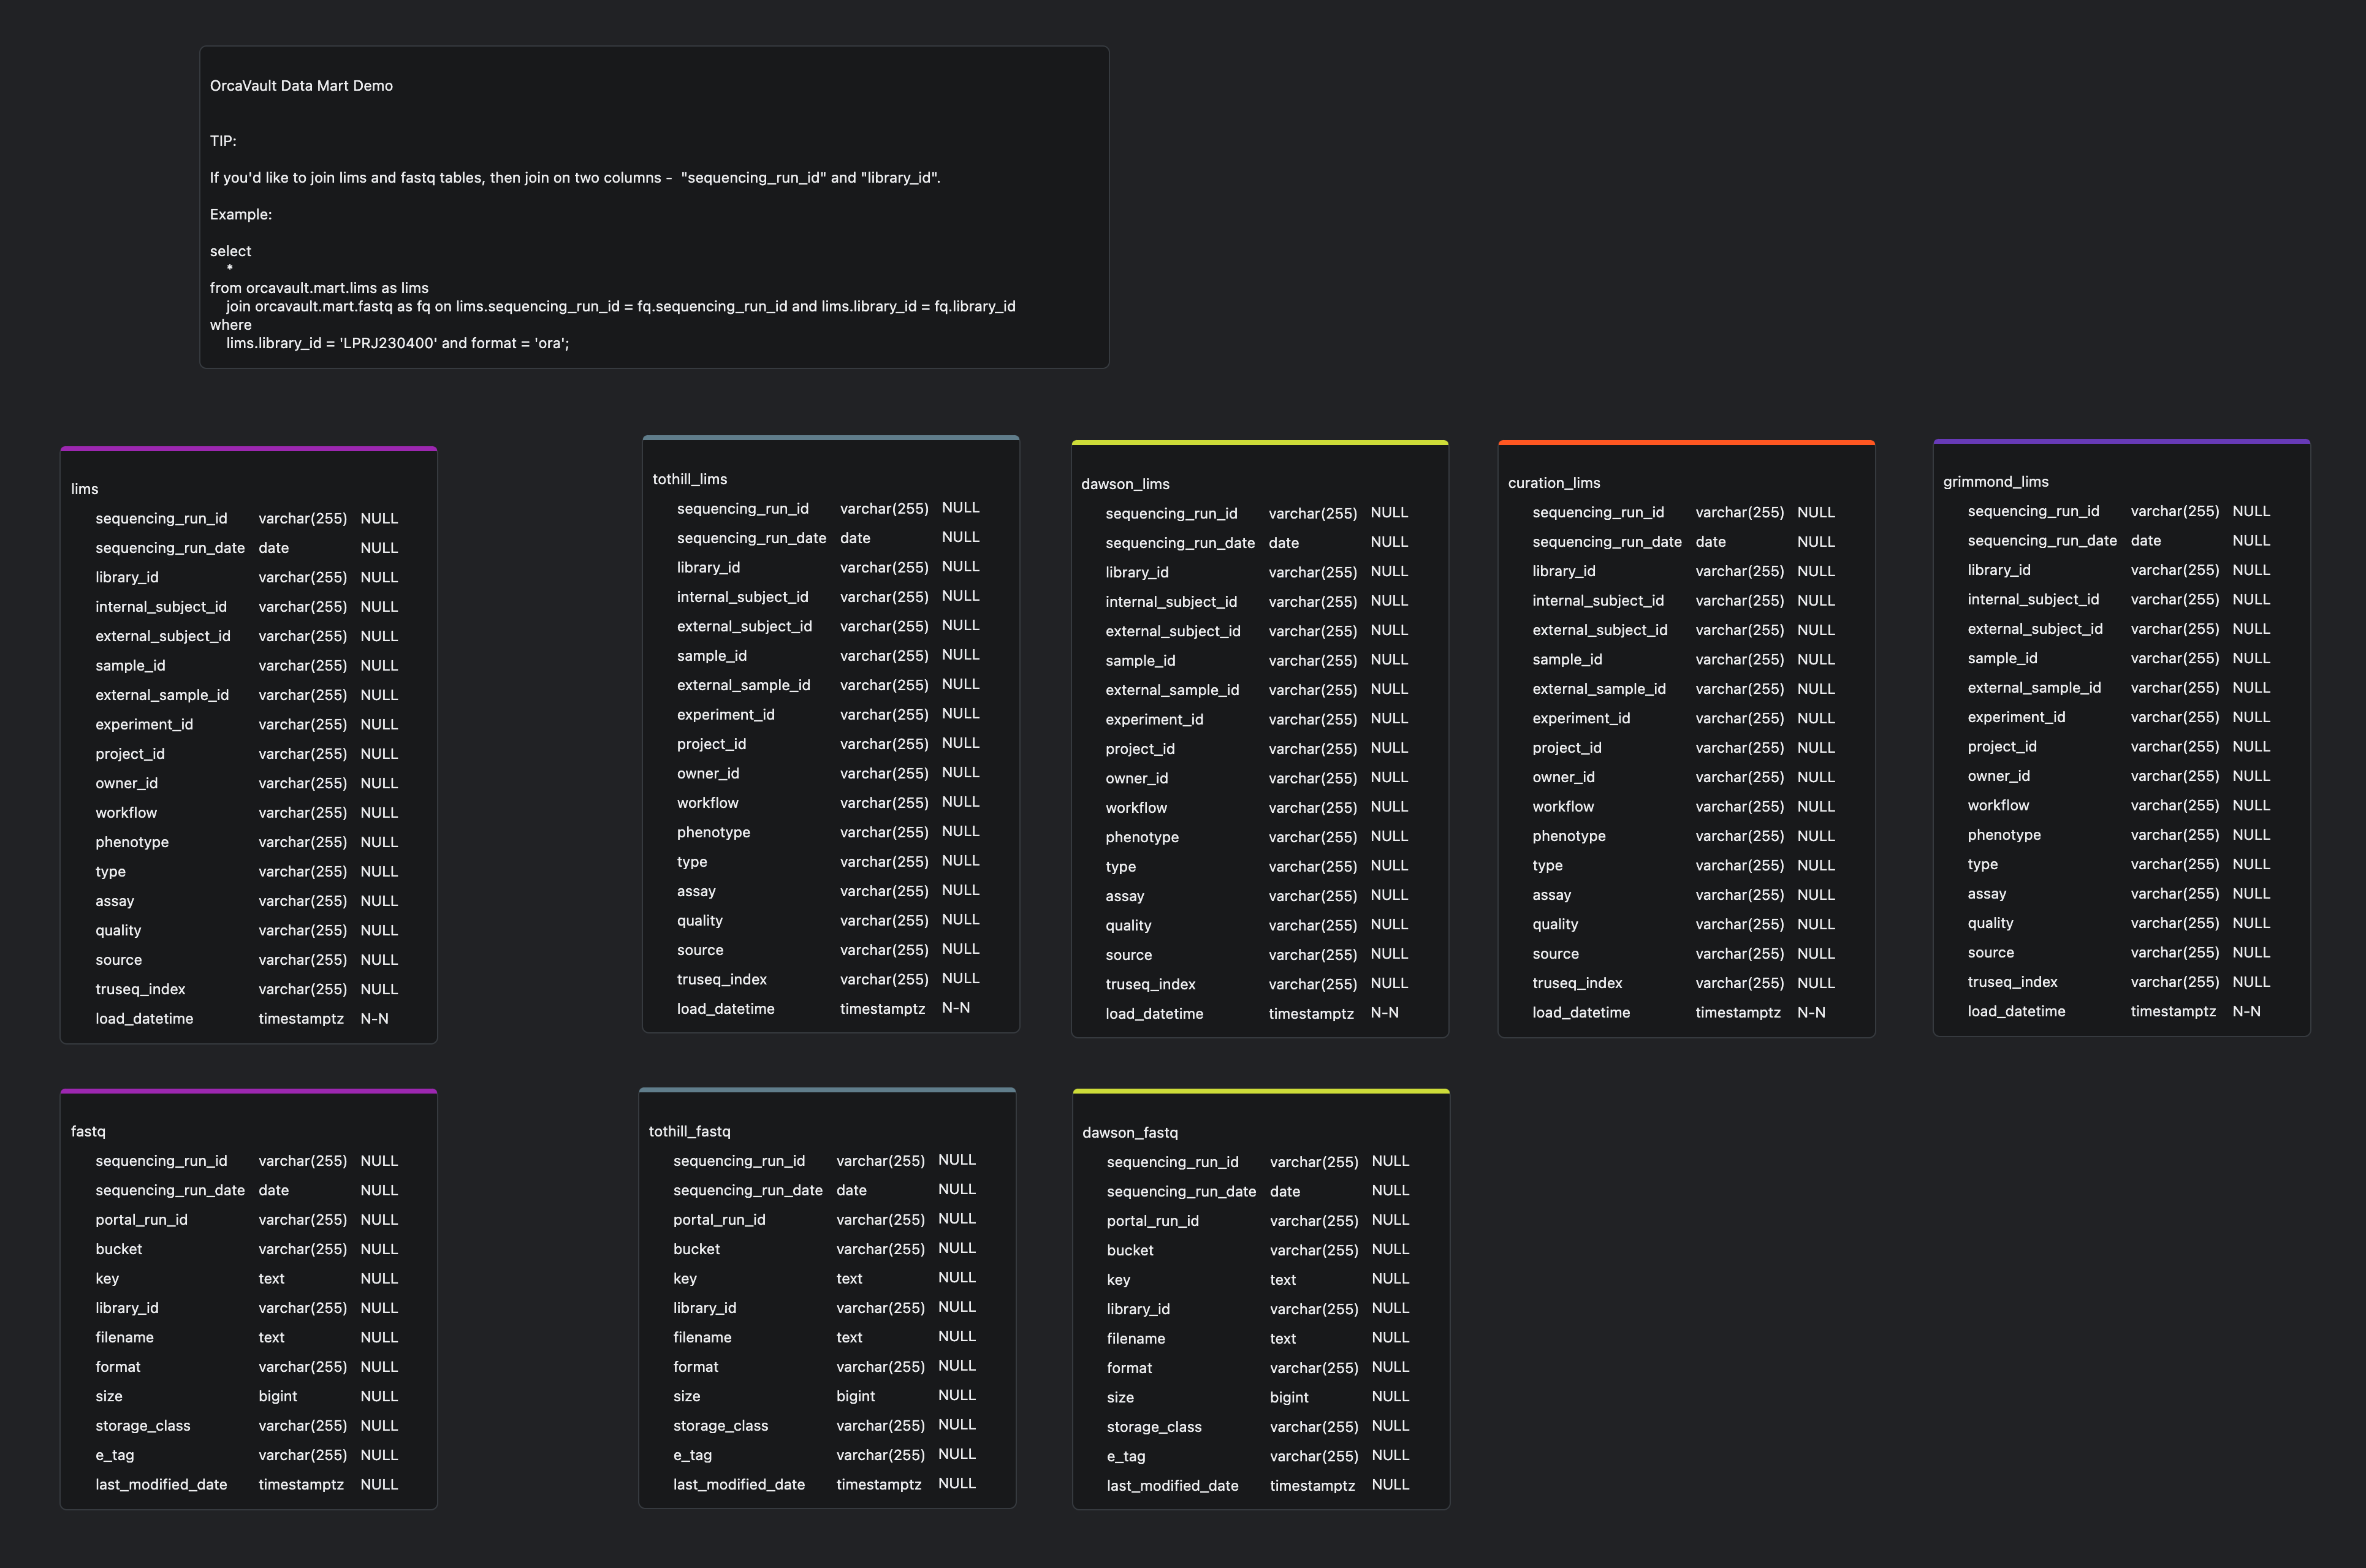 OrcaVault Data Mart Demo
TIP:
If you'd like to join lims and fastq tables, then join on two columns -  "sequencing_run_id" and "library_id".
Example:
select
    *
from orcavault.mart.lims as lims
    join orcavault.mart.fastq as fq on lims.sequencing_run_id = fq.sequencing_run_id and lims.library_id = fq.library_id
where
    lims.library_id = 'LPRJ230400' and format = 'ora';
lims
sequencing_run_id varchar(255) NULL
sequencing_run_date date NULL
library_id varchar(255) NULL
internal_subject_id varchar(255) NULL
external_subject_id varchar(255) NULL
sample_id varchar(255) NULL
external_sample_id varchar(255) NULL
experiment_id varchar(255) NULL
project_id varchar(255) NULL
owner_id varchar(255) NULL
workflow varchar(255) NULL
phenotype varchar(255) NULL
type varchar(255) NULL
assay varchar(255) NULL
quality varchar(255) NULL
source varchar(255) NULL
truseq_index varchar(255) NULL
load_datetime timestamptz N-N
tothill_lims
sequencing_run_id varchar(255) NULL
sequencing_run_date date NULL
library_id varchar(255) NULL
internal_subject_id varchar(255) NULL
external_subject_id varchar(255) NULL
sample_id varchar(255) NULL
external_sample_id varchar(255) NULL
experiment_id varchar(255) NULL
project_id varchar(255) NULL
owner_id varchar(255) NULL
workflow varchar(255) NULL
phenotype varchar(255) NULL
type varchar(255) NULL
assay varchar(255) NULL
quality varchar(255) NULL
source varchar(255) NULL
truseq_index varchar(255) NULL
load_datetime timestamptz N-N
dawson_lims
sequencing_run_id varchar(255) NULL
sequencing_run_date date NULL
library_id varchar(255) NULL
internal_subject_id varchar(255) NULL
external_subject_id varchar(255) NULL
sample_id varchar(255) NULL
external_sample_id varchar(255) NULL
experiment_id varchar(255) NULL
project_id varchar(255) NULL
owner_id varchar(255) NULL
workflow varchar(255) NULL
phenotype varchar(255) NULL
type varchar(255) NULL
assay varchar(255) NULL
quality varchar(255) NULL
source varchar(255) NULL
truseq_index varchar(255) NULL
load_datetime timestamptz N-N
curation_lims
sequencing_run_id varchar(255) NULL
sequencing_run_date date NULL
library_id varchar(255) NULL
internal_subject_id varchar(255) NULL
external_subject_id varchar(255) NULL
sample_id varchar(255) NULL
external_sample_id varchar(255) NULL
experiment_id varchar(255) NULL
project_id varchar(255) NULL
owner_id varchar(255) NULL
workflow varchar(255) NULL
phenotype varchar(255) NULL
type varchar(255) NULL
assay varchar(255) NULL
quality varchar(255) NULL
source varchar(255) NULL
truseq_index varchar(255) NULL
load_datetime timestamptz N-N
grimmond_lims
sequencing_run_id varchar(255) NULL
sequencing_run_date date NULL
library_id varchar(255) NULL
internal_subject_id varchar(255) NULL
external_subject_id varchar(255) NULL
sample_id varchar(255) NULL
external_sample_id varchar(255) NULL
experiment_id varchar(255) NULL
project_id varchar(255) NULL
owner_id varchar(255) NULL
workflow varchar(255) NULL
phenotype varchar(255) NULL
type varchar(255) NULL
assay varchar(255) NULL
quality varchar(255) NULL
source varchar(255) NULL
truseq_index varchar(255) NULL
load_datetime timestamptz N-N
fastq
sequencing_run_id varchar(255) NULL
sequencing_run_date date NULL
portal_run_id varchar(255) NULL
bucket varchar(255) NULL
key text NULL
library_id varchar(255) NULL
filename text NULL
format varchar(255) NULL
size bigint NULL
storage_class varchar(255) NULL
e_tag varchar(255) NULL
last_modified_date timestamptz NULL
tothill_fastq
sequencing_run_id varchar(255) NULL
sequencing_run_date date NULL
portal_run_id varchar(255) NULL
bucket varchar(255) NULL
key text NULL
library_id varchar(255) NULL
filename text NULL
format varchar(255) NULL
size bigint NULL
storage_class varchar(255) NULL
e_tag varchar(255) NULL
last_modified_date timestamptz NULL
dawson_fastq
sequencing_run_id varchar(255) NULL
sequencing_run_date date NULL
portal_run_id varchar(255) NULL
bucket varchar(255) NULL
key text NULL
library_id varchar(255) NULL
filename text NULL
format varchar(255) NULL
size bigint NULL
storage_class varchar(255) NULL
e_tag varchar(255) NULL
last_modified_date timestamptz NULL